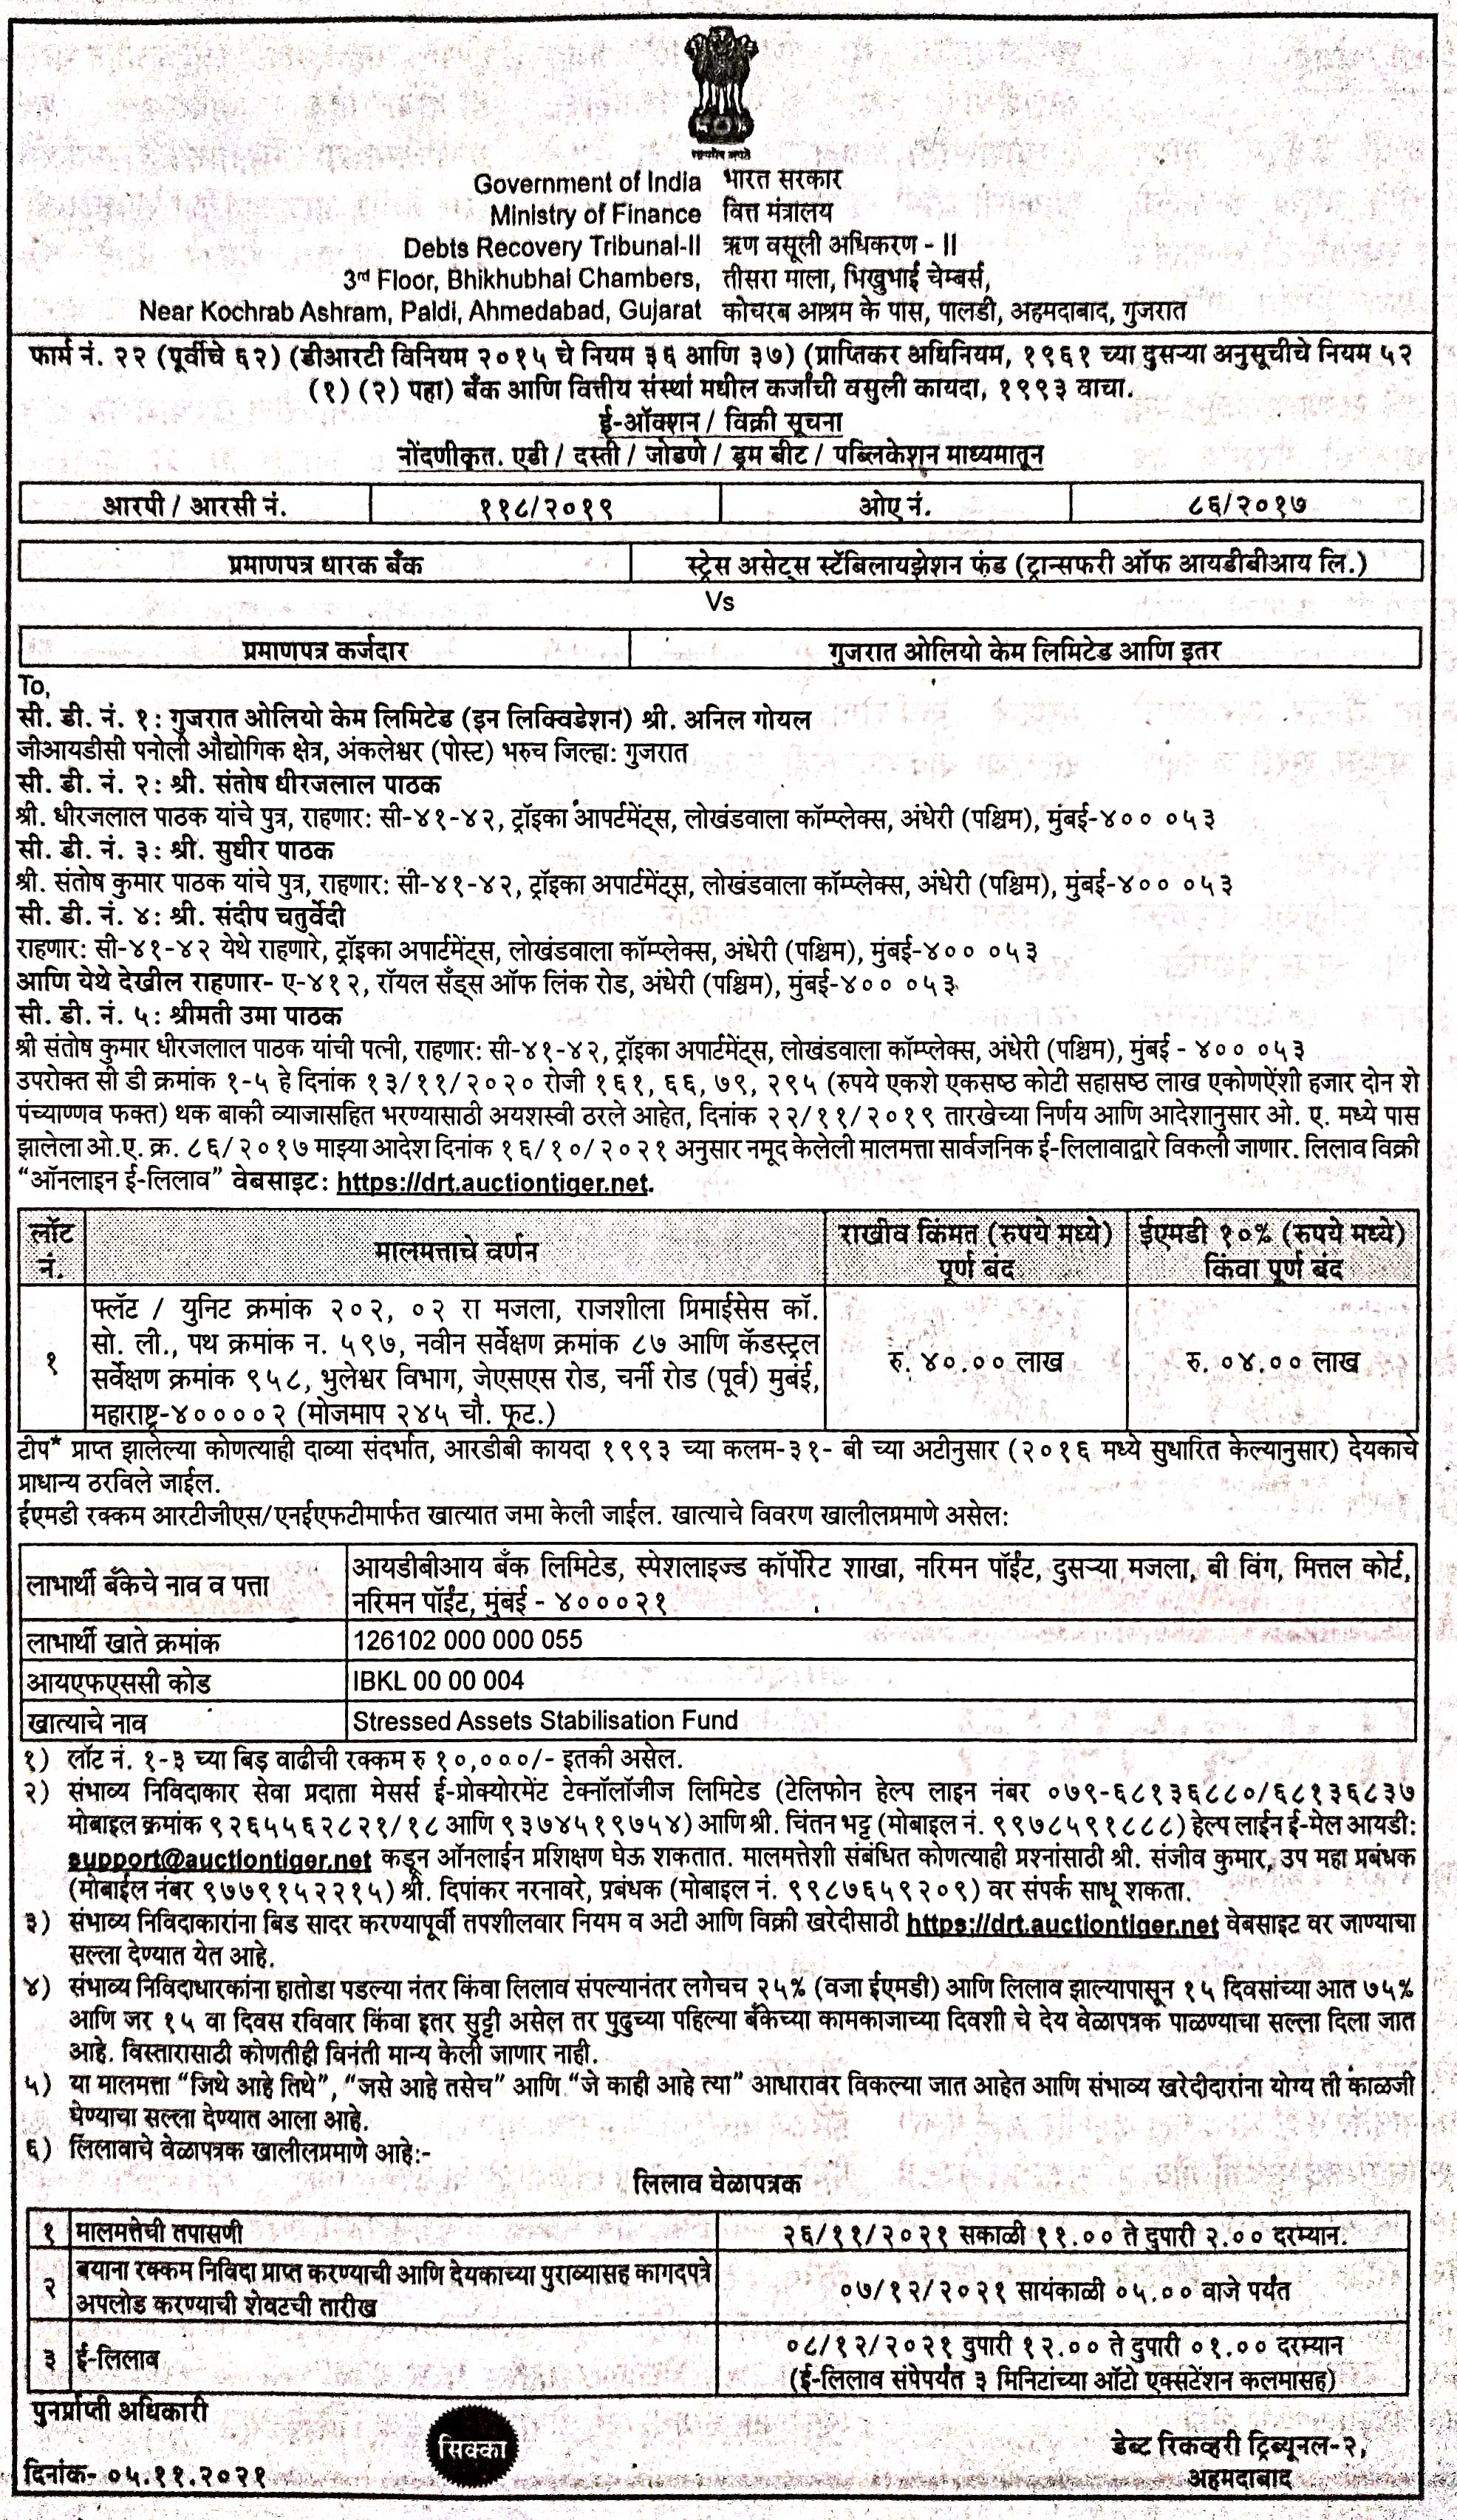 Government of India भारत सरकार
Ministry of Finance वित्त मंत्रालय
Debts Recovery Tribunal-II ऋण वसूली अधिकरण - II
3rd Floor, Bhikhubhai Chambers, तीसरा माला, भिखुभाई चेम्बर्स,
Near Kochrab Ashram, Paldi, Ahmedabad, Gujarat कोचरब आश्रम के पास, पालडी, अहमदाबाद, गुजरात
फार्म नं. २२ (पूर्वीचे ६२) (डीआरटी विनियम २०१५ चे नियम ३६ आणि ३७) (प्राप्तिकर अधिनियम, १९६१ च्या दुसऱ्या अनुसूचीचे नियम ५२
(१) (२) पहा) बँक आणि वित्तीय संस्थां मधील कर्जांची वसुली कायदा, १९९३ वाचा.
ई-ऑक्शन / विक्री सूचना
नोंदणीकृत. एडी / दस्ती / जोडणे / ड्रम बीट / पब्लिकेशन माध्यमातून
आरपी / आरसी नं. ११८/२०१९ ओए नं. ८६/२०१७
प्रमाणपत्र धारक बँक स्ट्रेस असेट्स स्टॅबिलायझेशन फंड (ट्रान्सफरी ऑफ आयडीबीआय लि.)
Vs
प्रमाणपत्र कर्जदार गुजरात ओलियो केम लिमिटेड आणि इतर
To,
सी. डी. नं. १: गुजरात ओलियो केम लिमिटेड (इन लिक्विडेशन) श्री. अनिल गोयल
जीआयडीसी पनोली औद्योगिक क्षेत्र, अंकलेश्वर (पोस्ट) भरुच जिल्हा: गुजरात
सी. डी. नं. २: श्री. संतोष धीरजलाल पाठक
श्री. धीरजलाल पाठक यांचे पुत्र, राहणार: सी-४१-४२, ट्रॉइका आपर्टमेंट्स, लोखंडवाला कॉम्प्लेक्स, अंधेरी (पश्चिम), मुंबई-४०० ०५३
सी. डी. नं. ३: श्री. सुधीर पाठक
श्री. संतोष कुमार पाठक यांचे पुत्र, राहणार: सी-४१-४२, ट्रॉइका अपार्टमेंट्स, लोखंडवाला कॉम्प्लेक्स, अंधेरी (पश्चिम), मुंबई-४०० ०५३
सी. डी. नं. ४: श्री. संदीप चतुर्वेदी
राहणार: सी-४१-४२ येथे राहणारे, ट्रॉइका अपार्टमेंट्स, लोखंडवाला कॉम्प्लेक्स, अंधेरी (पश्चिम), मुंबई-४०० ०५३
आणि येथे देखील राहणार- ए-४१२, रॉयल सँड्स ऑफ लिंक रोड, अंधेरी (पश्चिम), मुंबई-४०० ०५३
सी. डी. नं. ५: श्रीमती उमा पाठक
श्री संतोष कुमार धीरजलाल पाठक यांची पत्नी, राहणार: सी-४१-४२, ट्रॉइका अपार्टमेंट्स, लोखंडवाला कॉम्प्लेक्स, अंधेरी (पश्चिम), मुंबई - ४०० ०५३
उपरोक्त सी डी क्रमांक १-५ हे दिनांक १३/११/२०२० रोजी १६१, ६६, ७९, २९५ (रुपये एकशे एकसष्ठ कोटी सहासष्ठ लाख एकोणऐंशी हजार दोन शे
पंच्याण्णव फक्त) थक बाकी व्याजासहित भरण्यासाठी अयशस्वी ठरले आहेत, दिनांक २२/११/२०१९ तारखेच्या निर्णय आणि आदेशानुसार ओ. ए. मध्ये पास
झालेला ओ.ए. क्र. ८६/२०१७ माझ्या आदेश दिनांक १६/१०/२०२१ अनुसार नमूद केलेली मालमत्ता सार्वजनिक ई-लिलावाद्वारे विकली जाणार. लिलाव विक्री
“ऑनलाइन ई-लिलाव” वेबसाइट: https://drt.auctiontiger.net.
लॉट नं. मालमत्ताचे वर्णन राखीव किंमत (रुपये मध्ये) पूर्ण बंद ईएमडी १०% (रुपये मध्ये) किंवा पूर्ण बंद
१ फ्लॅट / युनिट क्रमांक २०२, ०२ रा मजला, राजशीला प्रिमाईसेस कॉ.
सो. ली., पथ क्रमांक न. ५९७, नवीन सर्वेक्षण क्रमांक ८७ आणि कॅडस्ट्रल
सर्वेक्षण क्रमांक ९५८, भुलेश्वर विभाग, जेएसएस रोड, चर्नी रोड (पूर्व) मुंबई,
महाराष्ट्र-४००००२ (मोजमाप २४५ चौ. फूट.)
रु. ४०.०० लाख रु. ०४.०० लाख
टीप* प्राप्त झालेल्या कोणत्याही दाव्या संदर्भात, आरडीबी कायदा १९९३ च्या कलम-३१- बी च्या अटीनुसार (२०१६ मध्ये सुधारित केल्यानुसार) देयकाचे
प्राधान्य ठरविले जाईल.
ईएमडी रक्कम आरटीजीएस/एनईएफटीमार्फत खात्यात जमा केली जाईल. खात्याचे विवरण खालीलप्रमाणे असेल:
लाभार्थी बँकेचे नाव व पत्ता आयडीबीआय बँक लिमिटेड, स्पेशलाइज्ड कॉर्पोरेट शाखा, नरिमन पॉईंट, दुसऱ्या मजला, बी विंग, मित्तल कोर्ट,
नरिमन पॉईंट, मुंबई - ४०००२१
लाभार्थी खाते क्रमांक 126102 000 000 055
आयएफएससी कोड IBKL 00 00 004
खात्याचे नाव Stressed Assets Stabilisation Fund
१) लॉट नं. १-३ च्या बिड वाढीची रक्कम रु १०,०००/- इतकी असेल.
२) संभाव्य निविदाकार सेवा प्रदाता मेसर्स ई-प्रोक्योरमेंट टेक्नॉलॉजीज लिमिटेड (टेलिफोन हेल्प लाइन नंबर ०७९-६८१३६८८०/६८१३६८३७
मोबाइल क्रमांक ९२६५५६२८२१/१८ आणि ९३७४५१९७५४) आणि श्री. चिंतन भट्ट (मोबाइल नं. ९९७८५९१८८८) हेल्प लाईन ई-मेल आयडी:
support@auctiontiger.net कडून ऑनलाईन प्रशिक्षण घेऊ शकतात. मालमत्तेशी संबंधित कोणत्याही प्रश्नांसाठी श्री. संजीव कुमार, उप महा प्रबंधक
(मोबाईल नंबर ९७७९१५२२१५) श्री. दिपांकर नरनावरे, प्रबंधक (मोबाइल नं. ९९८७६५९२०९) वर संपर्क साधू शकता.
३) संभाव्य निविदाकारांना बिड सादर करण्यापूर्वी तपशीलवार नियम व अटी आणि विक्री खरेदीसाठी https://drt.auctiontiger.net वेबसाइट वर जाण्याचा
सल्ला देण्यात येत आहे.
४) संभाव्य निविदाधारकांना हातोडा पडल्या नंतर किंवा लिलाव संपल्यानंतर लगेचच २५% (वजा ईएमडी) आणि लिलाव झाल्यापासून १५ दिवसांच्या आत ७५%
आणि जर १५ वा दिवस रविवार किंवा इतर सुट्टी असेल तर पुढुच्या पहिल्या बँकेच्या कामकाजाच्या दिवशी चे देय वेळापत्रक पाळण्याचा सल्ला दिला जात
आहे. विस्तारासाठी कोणतीही विनंती मान्य केली जाणार नाही.
५) या मालमत्ता “जिथे आहे तिथे”, “जसे आहे तसेच” आणि “जे काही आहे त्या” आधारावर विकल्या जात आहेत आणि संभाव्य खरेदीदारांना योग्य ती काळजी
घेण्याचा सल्ला देण्यात आला आहे.
६) लिलावाचे वेळापत्रक खालीलप्रमाणे आहे:-
लिलाव वेळापत्रक
१ मालमत्तेची तपासणी २६/११/२०२१ सकाळी ११.०० ते दुपारी २.०० दरम्यान.
२ बयाना रक्कम निविदा प्राप्त करण्याची आणि देयकाच्या पुराव्यासह कागदपत्रे
अपलोड करण्याची शेवटची तारीख ०७/१२/२०२१ सायंकाळी ०५.०० वाजे पर्यंत
३ ई-लिलाव ०८/१२/२०२१ दुपारी १२.०० ते दुपारी ०१.०० दरम्यान
(ई-लिलाव संपेपर्यंत ३ मिनिटांच्या ऑटो एक्सटेंशन कलमासह)
पुनर्प्राप्ती अधिकारी
सिक्का
डेब्ट रिकव्हरी ट्रिब्यूनल-२,
दिनांक- ०५.११.२०२१ अहमदाबाद